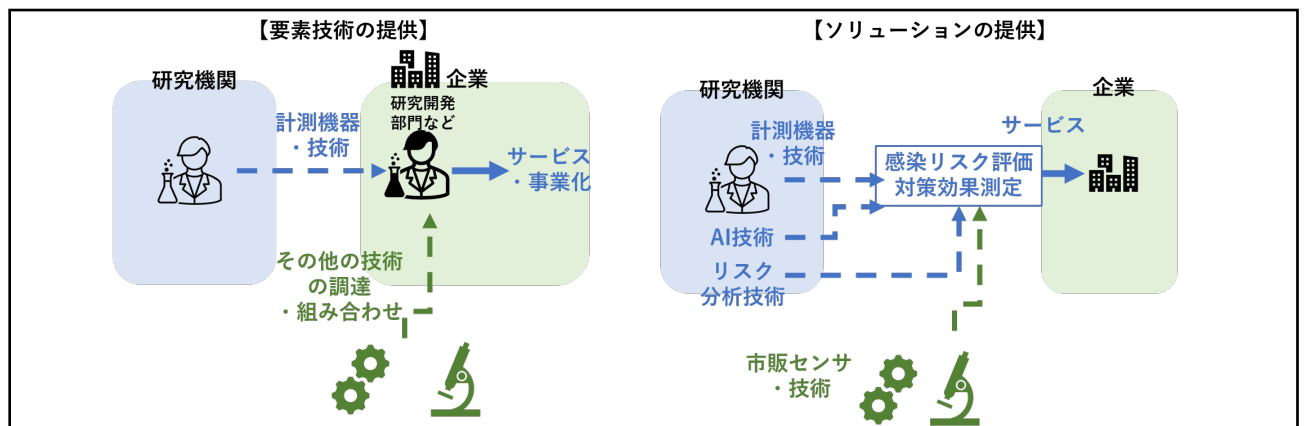 【要素技術の提供】
研究機関
企業
研究開発
部門など
計測機器
・技術
サービス
・事業化
その他の技術
の調達
・組み合わせ
【ソリューションの提供】
研究機関
企業
計測機器
・技術
サービス
感染リスク評価
対策効果測定
AI技術
リスク
分析技術
市販センサ
・技術